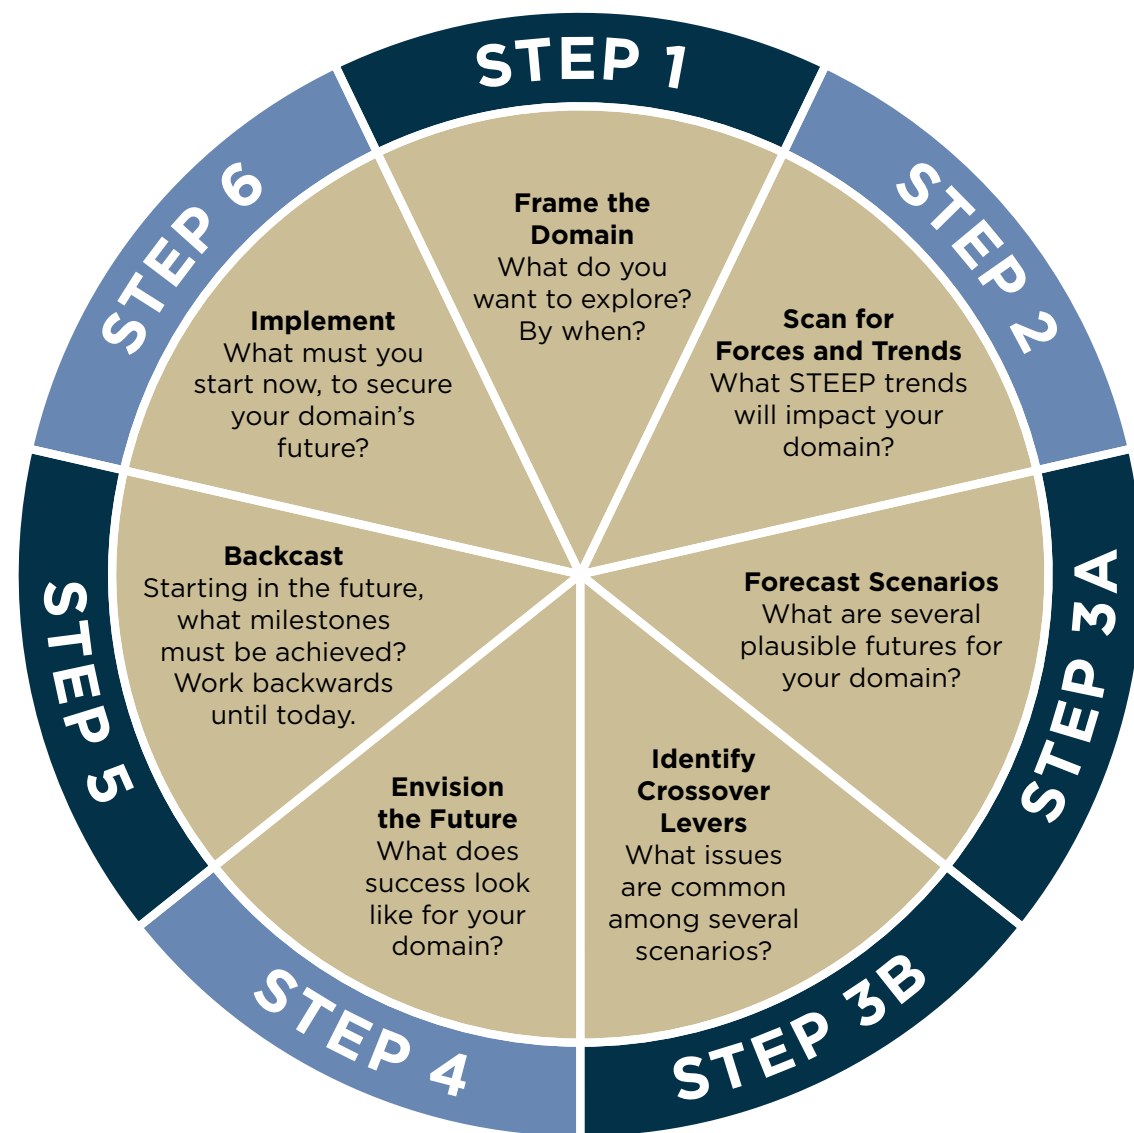 STEP 1
Frame the
Domain
What do you
want to explore?
By when?
STEP 2
Scan for
Forces and Trends
What STEEP trends
will impact your
domain?
STEP 3A
Forecast Scenarios
What are several
plausible futures for
your domain?
STEP 3B
Identify
Crossover
Levers
What issues
are common
among several
scenarios?
STEP 4
Envision
the Future
What does
success look
like for your
domain?
STEP 5
Backcast
Starting in the future,
what milestones
must be achieved?
Work backwards
until today.
STEP 6
Implement
What must you
start now, to secure
your domain’s
future?